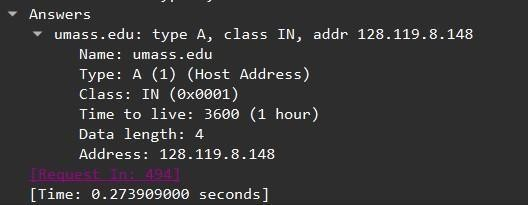 Answers
umass.edu: type A, class IN, addr 128.119.8.148
Name: umass.edu
Type: A (1) (Host Address)
Class: IN (0x0001)
Time to live: 3600 (1 hour)
Data length: 4
Address: 128.119.8.148
[Request In: 494]
[Time: 0.273909000 seconds]